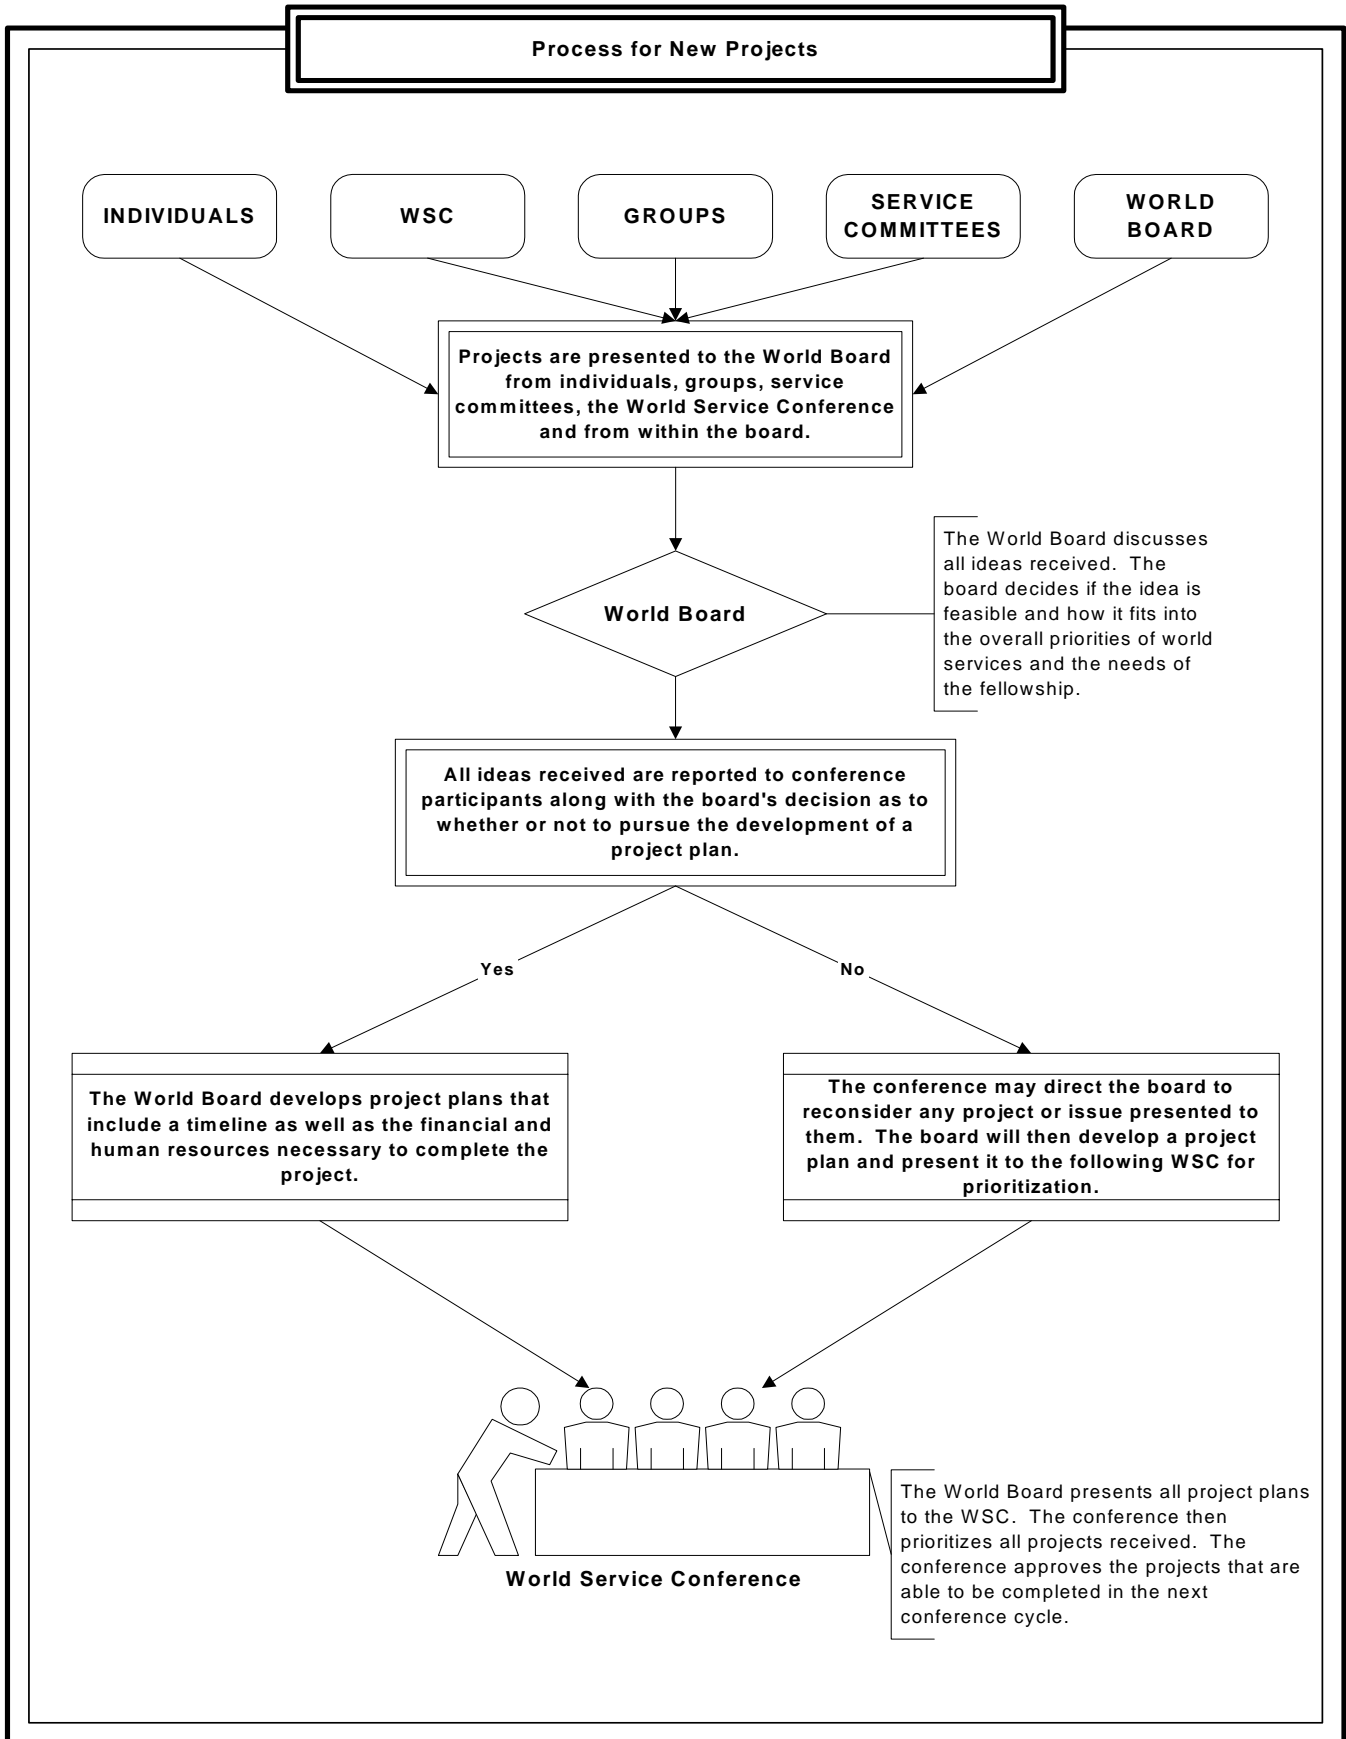 Process for New Projects
INDIVIDUALS
WSC
GROUPS
SERVICE
COMMITTEES
WORLD
BOARD
Projects are presented to the World Board
from individuals, groups, service
committees, the World Service Conference
and from within the board.
World Board
The World Board discusses
all ideas received.  The
board decides if the idea is
feasible and how it fits into
the overall priorities of world
services and the needs of
the fellowship.
All ideas received are reported to conference
participants along with the board's decision as to
whether or not to pursue the development of a
project plan.
Yes
No
The World Board develops project plans that
include a timeline as well as the financial and
human resources necessary to complete the
project.
The conference may direct the board to
reconsider any project or issue presented to
them.  The board will then develop a project
plan and present it to the following WSC for
prioritization.
The World Board presents all project plans
to the WSC.  The conference then
prioritizes all projects received.  The
conference approves the projects that are
able to be completed in the next
conference cycle.
World Service Conference